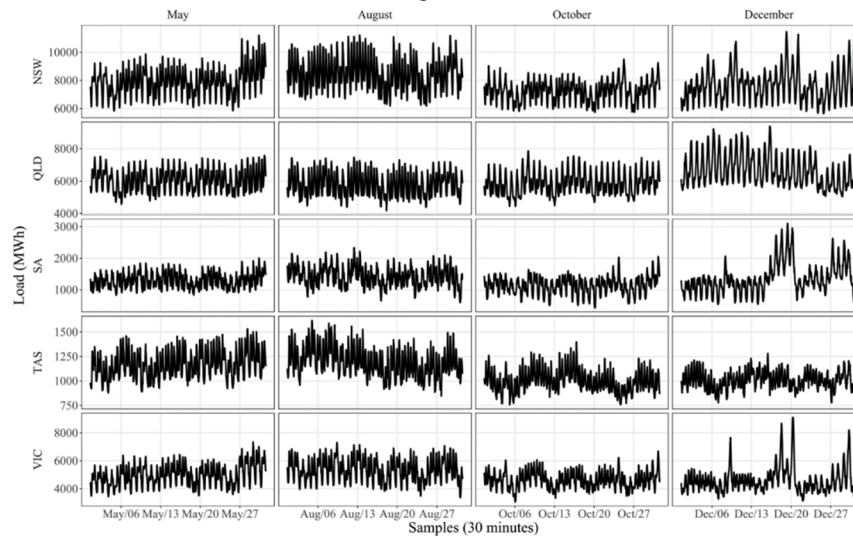 May August October December
NSW
10000
8000
6000
QLD
8000
6000
4000
Load (MWh)
SA
3000
2000
1000
TAS
1500
1250
1000
750
VIC
8000
6000
4000
May/06 May/13 May/20 May/27 Aug/06 Aug/13 Aug/20 Aug/27 Oct/06 Oct/13 Oct/20 Oct/27 Dec/06 Dec/13 Dec/20 Dec/27
Samples (30 minutes)